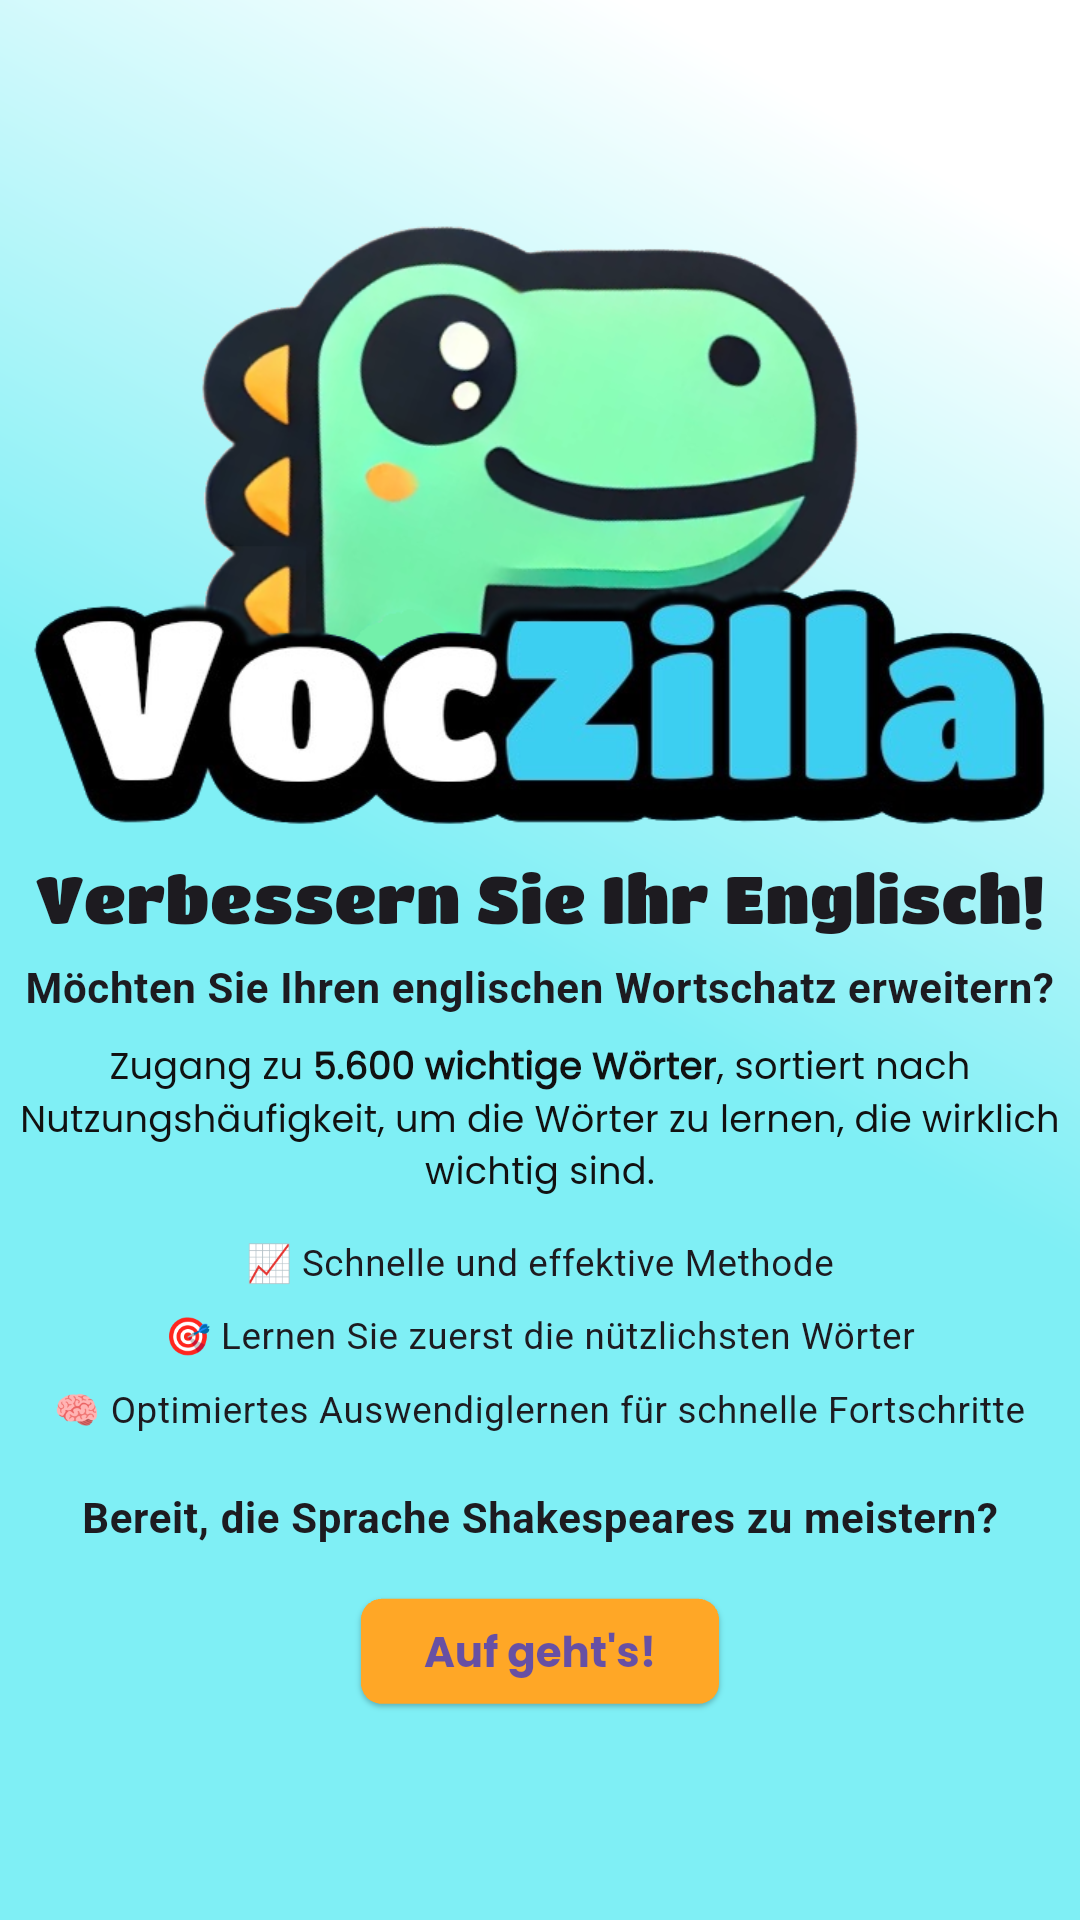 VocZilla
Verbessern Sie Ihr Englisch!
Möchten Sie Ihren englischen Wortschatz erweitern?
Zugang zu 5.600 wichtige Wörter, sortiert nach
Nutzungshäufigkeit, um die Wörter zu lernen, die wirklich
wichtig sind.
📈 Schnelle und effektive Methode
🎯 Lernen Sie zuerst die nützlichsten Wörter
🧠 Optimiertes Auswendiglernen für schnelle Fortschritte
Bereit, die Sprache Shakespeares zu meistern?
Auf geht's!